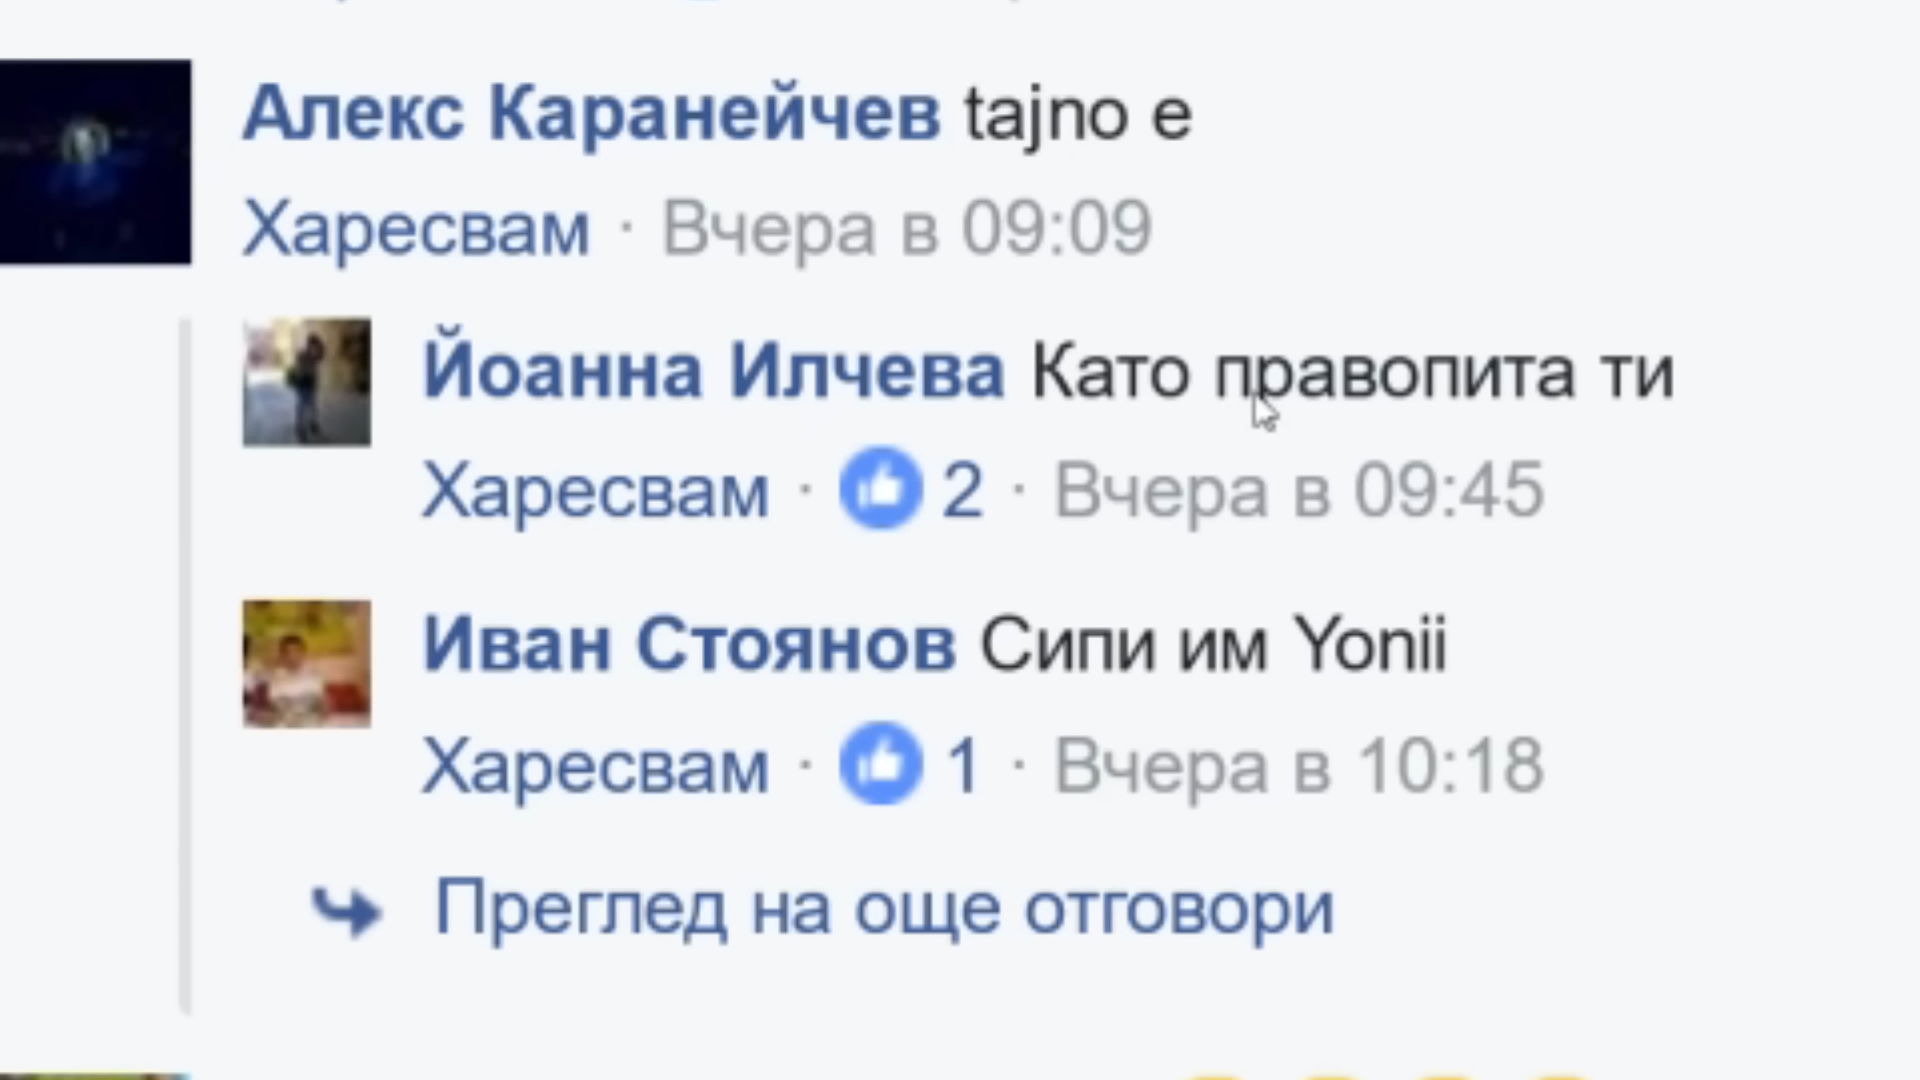 Алекс Каранейчев tajno e
Харесвам · Вчера в 09:09
Йоанна Илчева Като правопита ти
Харесвам · 2 · Вчера в 09:45
Иван Стоянов Сипи им Yonii
Харесвам · 1 · Вчера в 10:18
Преглед на още отговори